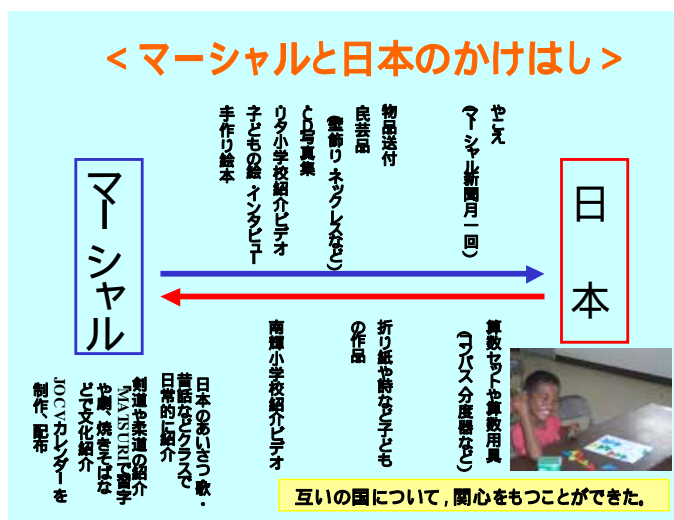 <マーシャルと日本のかけはし>
やこえ
(マーシャル新聞月一回)
物品送付
民芸品
(壁飾り ネックレスなど)
CD写真集
リタ小学校紹介ビデオ
子どもの絵 インタビュー
手作り絵本
マーシャル
日本
算数セットや算数用具
(コンパス 分度器など)
折り紙や詩など子ども
の作品
南輝小学校紹介ビデオ
日本のあいさつ 歌・
昔話などクラスで
日常的に紹介
剣道や柔道の紹介
「MATSURI」で習字
や劇、焼きそばな
どで文化紹介
JOCVカレンダーを
制作、配布
互いの国について,関心をもつことができた。